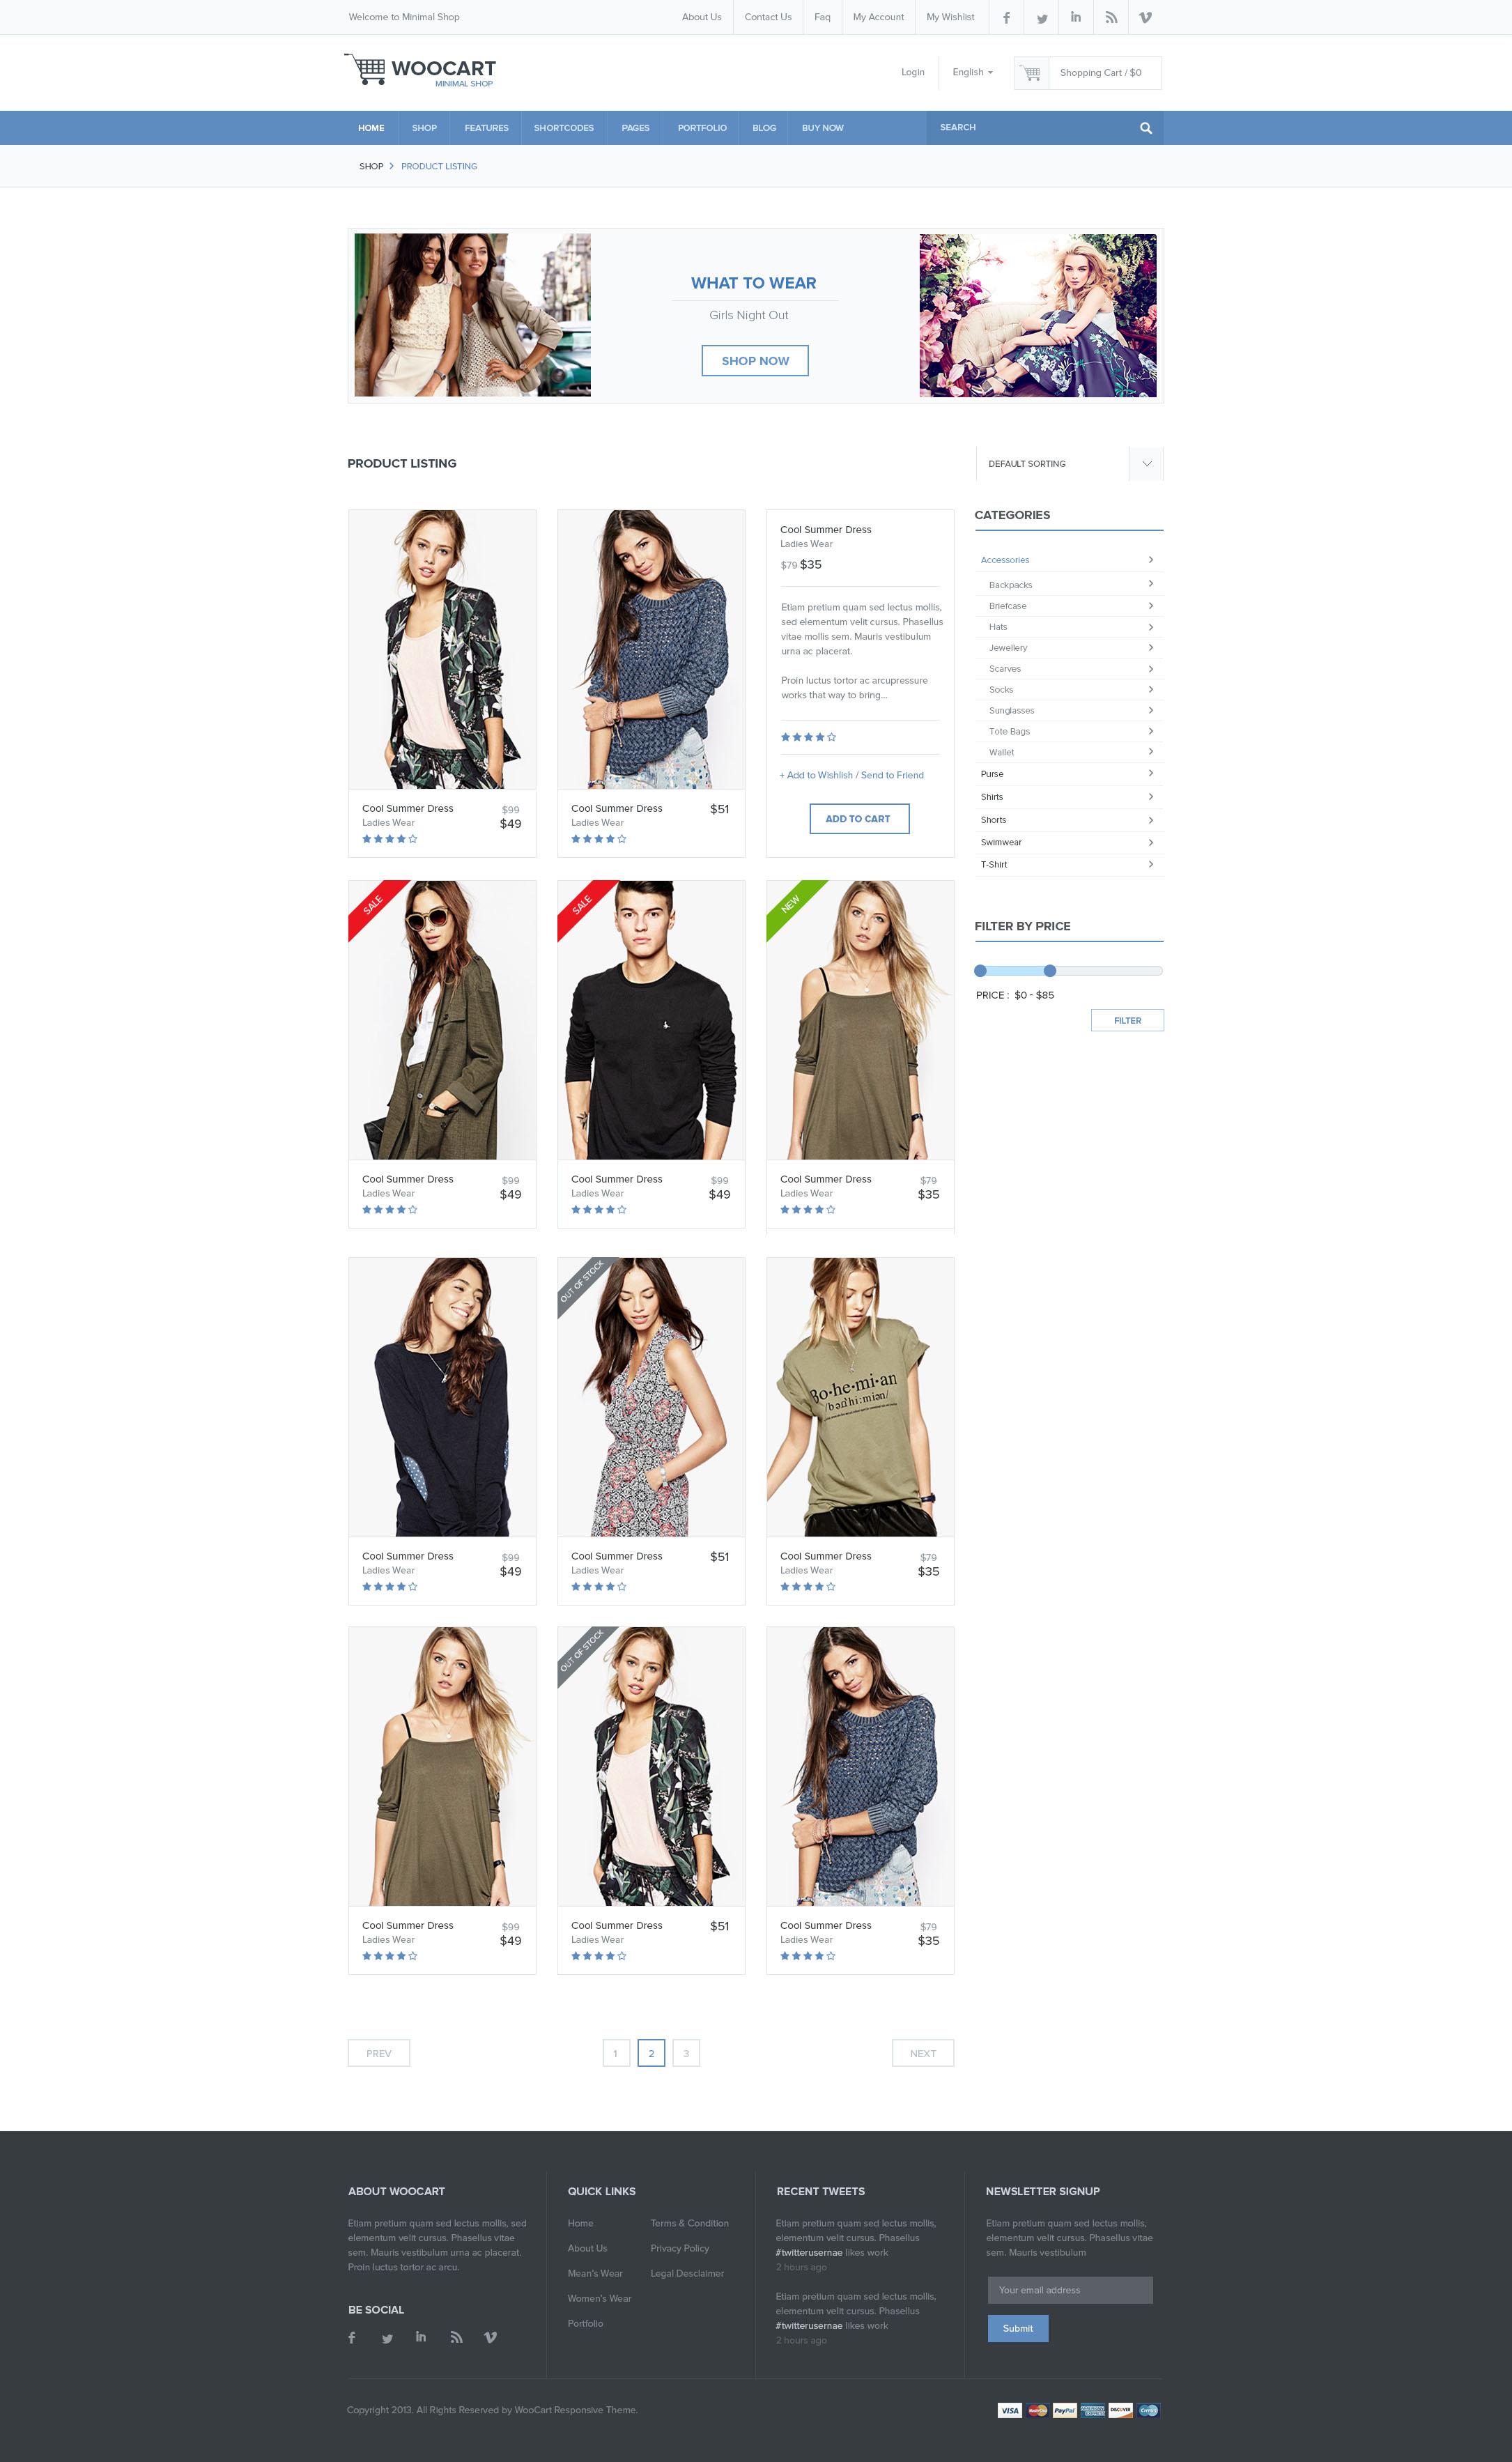 Welcome to Minimal Shop
About Us
Contact Us
Faq
My Account
My Wishlist
WOOCART
MINIMAL SHOP
Login
English
Shopping Cart / $0
HOME
SHOP
FEATURES
SHORTCODES
PAGES
PORTFOLIO
BLOG
BUY NOW
SEARCH
SHOP
PRODUCT LISTING
WHAT TO WEAR
Girls Night Out
SHOP NOW
PRODUCT LISTING
DEFAULT SORTING
Cool Summer Dress
Ladies Wear
$99
$49
Cool Summer Dress
Ladies Wear
$51
Cool Summer Dress
Ladies Wear
$79 $35
Etiam pretium quam sed lectus mollis,
sed elementum velit cursus. Phasellus
vitae mollis sem. Mauris vestibulum
urna ac placerat.
Proin luctus tortor ac arcupressure
works that way to bring...
+ Add to Wishlish / Send to Friend
ADD TO CART
CATEGORIES
Accessories
Backpacks
Briefcase
Hats
Jewellery
Scarves
Socks
Sunglasses
Tote Bags
Wallet
Purse
Shirts
Shorts
Swimwear
T-Shirt
FILTER BY PRICE
PRICE : $0 - $85
FILTER
SALE
Cool Summer Dress
Ladies Wear
$99
$49
SALE
Cool Summer Dress
Ladies Wear
$99
$49
NEW
Cool Summer Dress
Ladies Wear
$79
$35
Cool Summer Dress
Ladies Wear
$99
$49
OUT OF STOCK
Cool Summer Dress
Ladies Wear
$51
Bo·he·mi·an
/bəʊ'hi:miən/
Cool Summer Dress
Ladies Wear
$79
$35
Cool Summer Dress
Ladies Wear
$99
$49
OUT OF STOCK
Cool Summer Dress
Ladies Wear
$51
Cool Summer Dress
Ladies Wear
$79
$35
PREV
1
2
3
NEXT
ABOUT WOOCART
Etiam pretium quam sed lectus mollis, sed
elementum velit cursus. Phasellus vitae
sem. Mauris vestibulum urna ac placerat.
Proin luctus tortor ac arcu.
BE SOCIAL
QUICK LINKS
Home
About Us
Mean's Wear
Women's Wear
Portfolio
Terms & Condition
Privacy Policy
Legal Desclaimer
RECENT TWEETS
Etiam pretium quam sed lectus mollis,
elementum velit cursus. Phasellus
#twitterusernae likes work
2 hours ago
Etiam pretium quam sed lectus mollis,
elementum velit cursus. Phasellus
#twitterusernae likes work
2 hours ago
NEWSLETTER SIGNUP
Etiam pretium quam sed lectus mollis,
elementum velit cursus. Phasellus vitae
sem. Mauris vestibulum
Your email address
Submit
Copyright 2013. All Rights Reserved by WooCart Responsive Theme.
VISA
MasterCard
PayPal
AMERICAN EXPRESS
DISCOVER
Cirrus